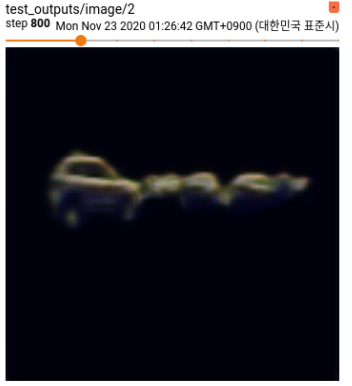 test_outputs/image/2
step 800 Mon Nov 23 2020 01:26:42 GMT+0900 (대한민국 표준시)